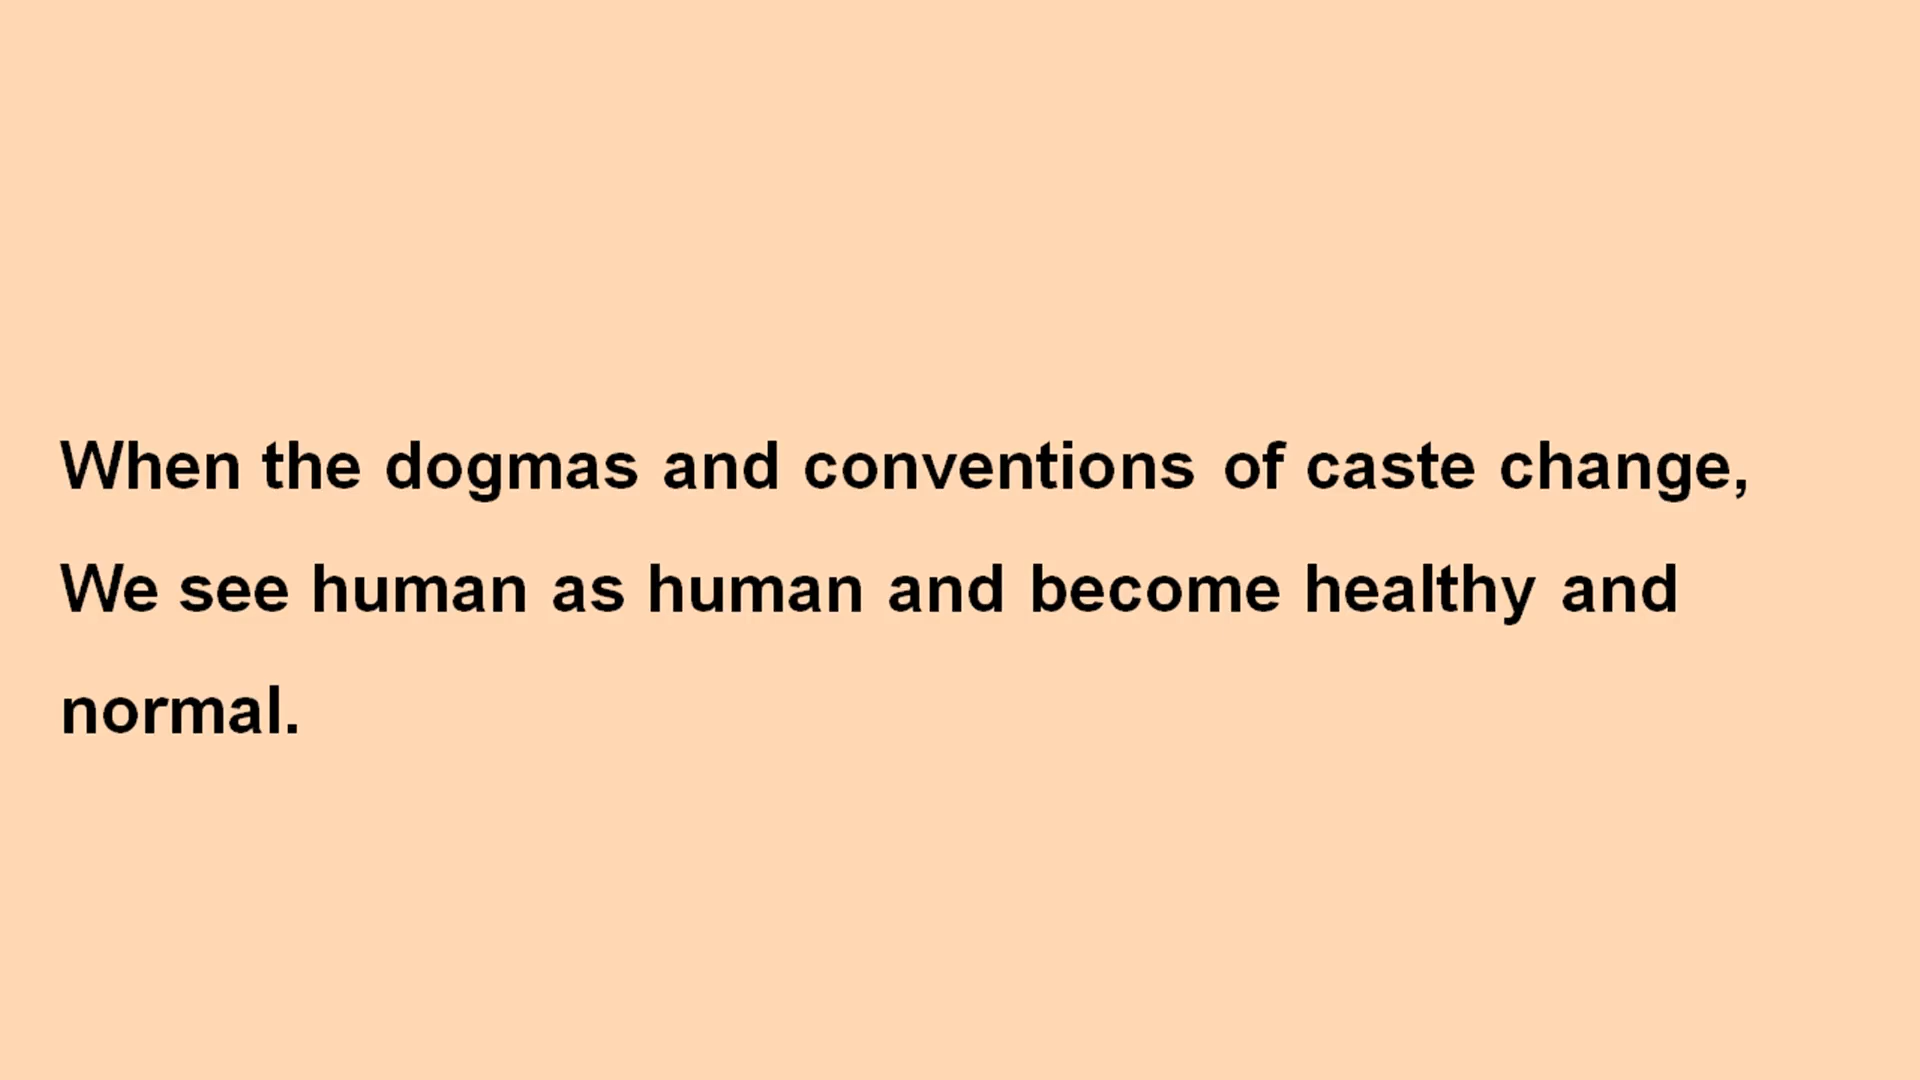 When the dogmas and conventions of caste change,
We see human as human and become healthy and
normal.